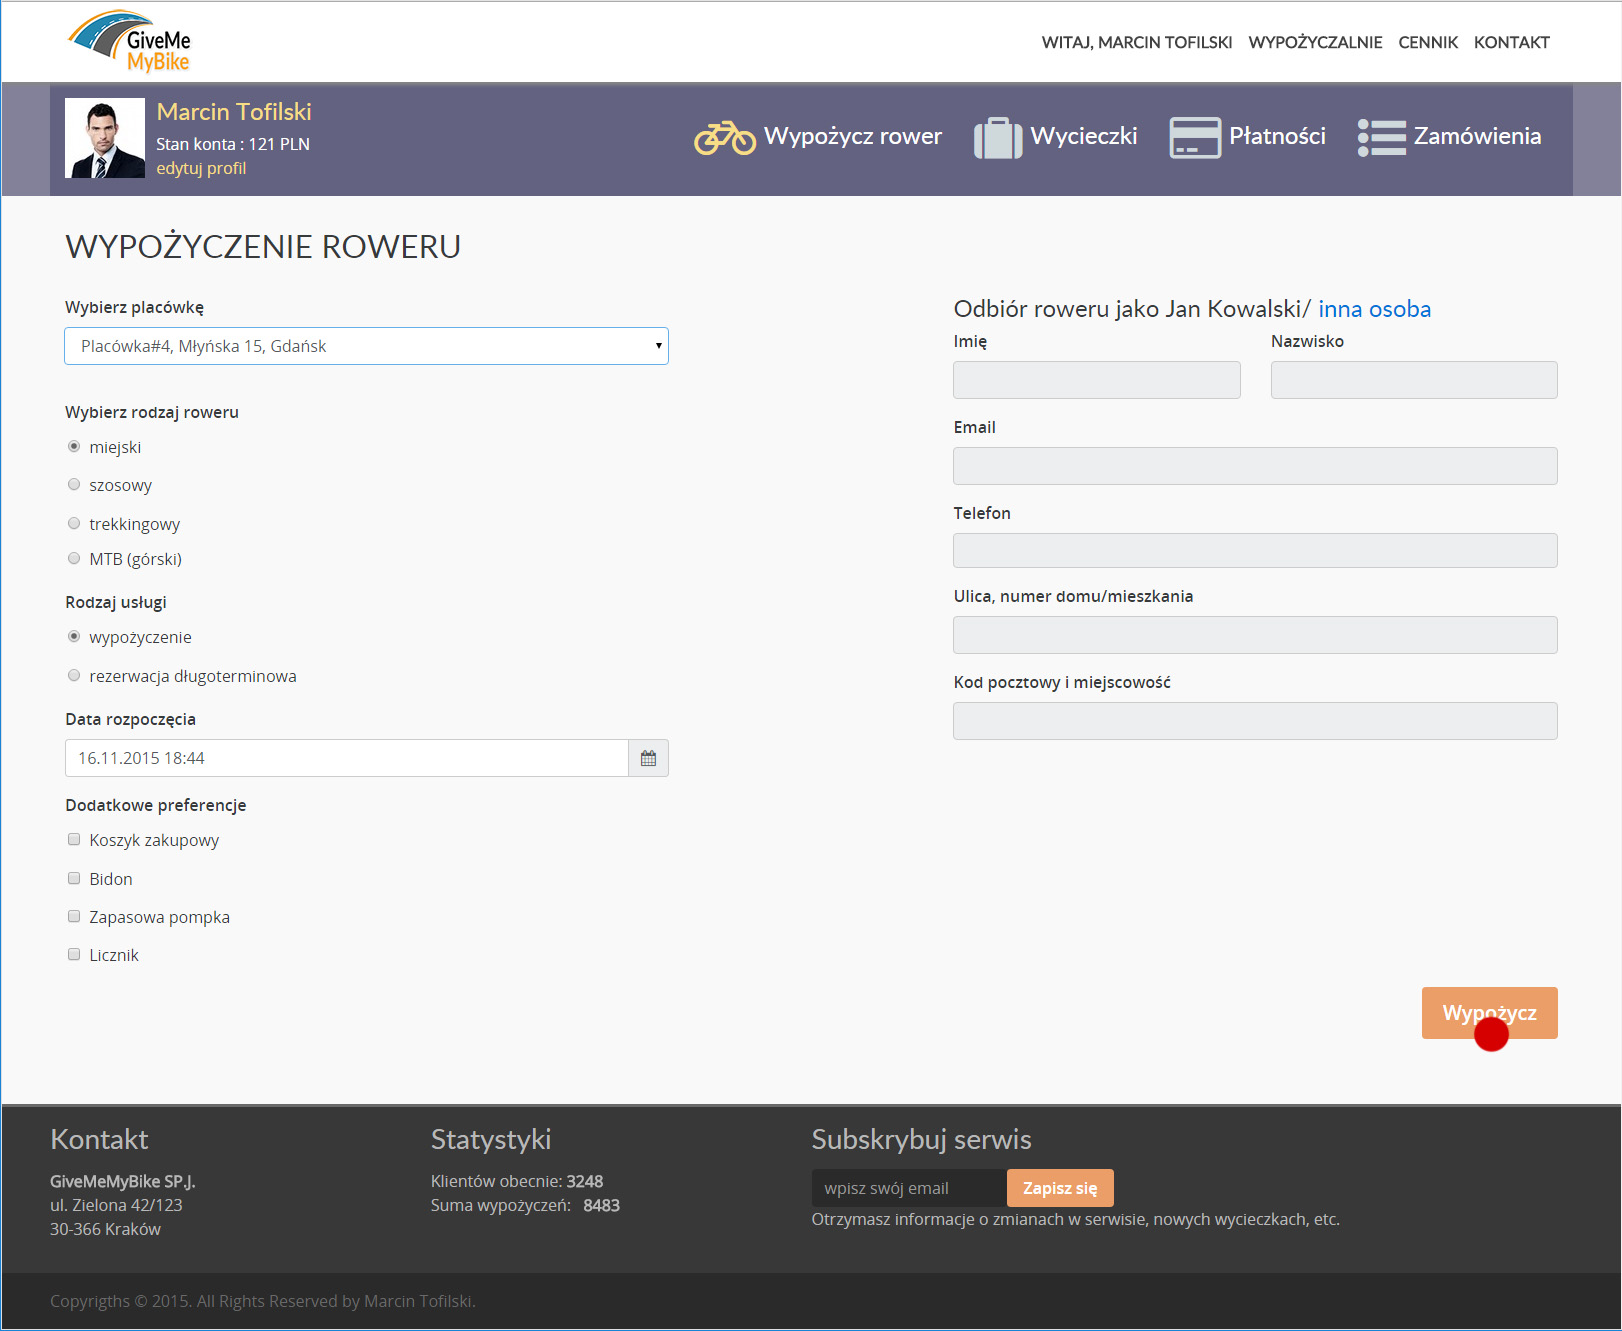 GiveMe
MyBike
WITAJ, MARCIN TOFILSKI WYPOŻYCZALNIE CENNIK KONTAKT
Marcin Tofilski
Stan konta : 121 PLN
edytuj profil
Wypożycz rower Wycieczki Płatności Zamówienia
WYPOŻYCZENIE ROWERU
Wybierz placówkę
Placówka#4, Młyńska 15, Gdańsk
Wybierz rodzaj roweru
miejski
szosowy
trekkingowy
MTB (górski)
Rodzaj usługi
wypożyczenie
rezerwacja długoterminowa
Data rozpoczęcia
16.11.2015 18:44
Dodatkowe preferencje
Koszyk zakupowy
Bidon
Zapasowa pompka
Licznik
Odbiór roweru jako Jan Kowalski/ inna osoba
Imię Nazwisko
Email
Telefon
Ulica, numer domu/mieszkania
Kod pocztowy i miejscowość
Wypożycz
Kontakt
GiveMeMyBike SP.J.
ul. Zielona 42/123
30-366 Kraków
Statystyki
Klientów obecnie: 3248
Suma wypożyczeń: 8483
Subskrybuj serwis
wpisz swój email Zapisz się
Otrzymasz informacje o zmianach w serwisie, nowych wycieczkach, etc.
Copyrigths © 2015. All Rights Reserved by Marcin Tofilski.